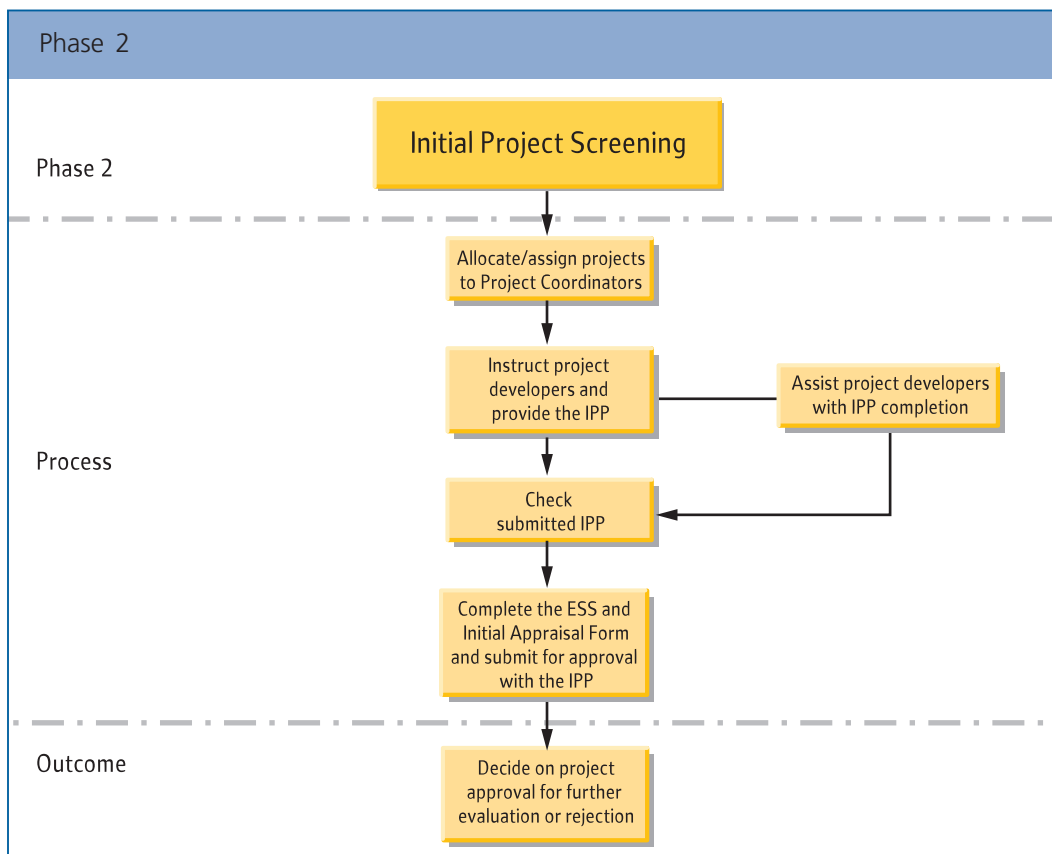 Phase 2
Initial Project Screening
Phase 2
Allocate/assign projects
to Project Coordinators
Instruct project
developers and
provide the IPP
Assist project developers
with IPP completion
Process
Check
submitted IPP
Complete the ESS and
Initial Appraisal Form
and submit for approval
with the IPP
Outcome
Decide on project
approval for further
evaluation or rejection